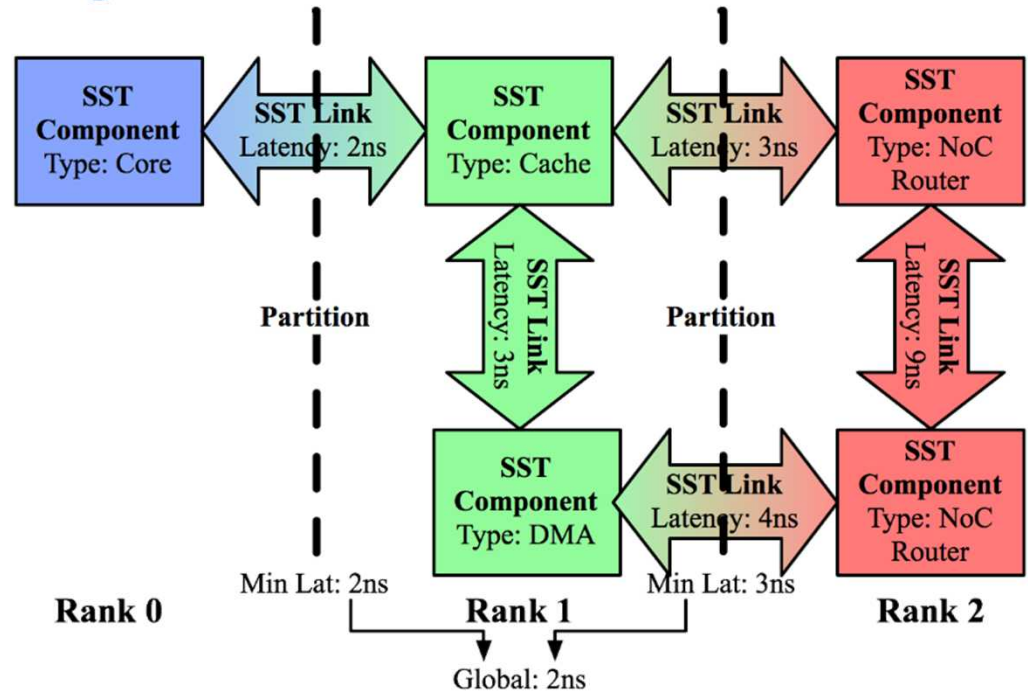 SST
Component
Type: Core
SST Link
Latency: 2ns
SST
Component
Type: Cache
SST Link
Latency: 3ns
SST
Component
Type: NoC
Router
Partition
SST Link
Latency: 3ns
Partition
SST Link
Latency: 9ns
SST
Component
Type: DMA
SST Link
Latency: 4ns
SST
Component
Type: NoC
Router
Min Lat: 2ns
Min Lat: 3ns
Rank 0
Rank 1
Rank 2
Global: 2ns